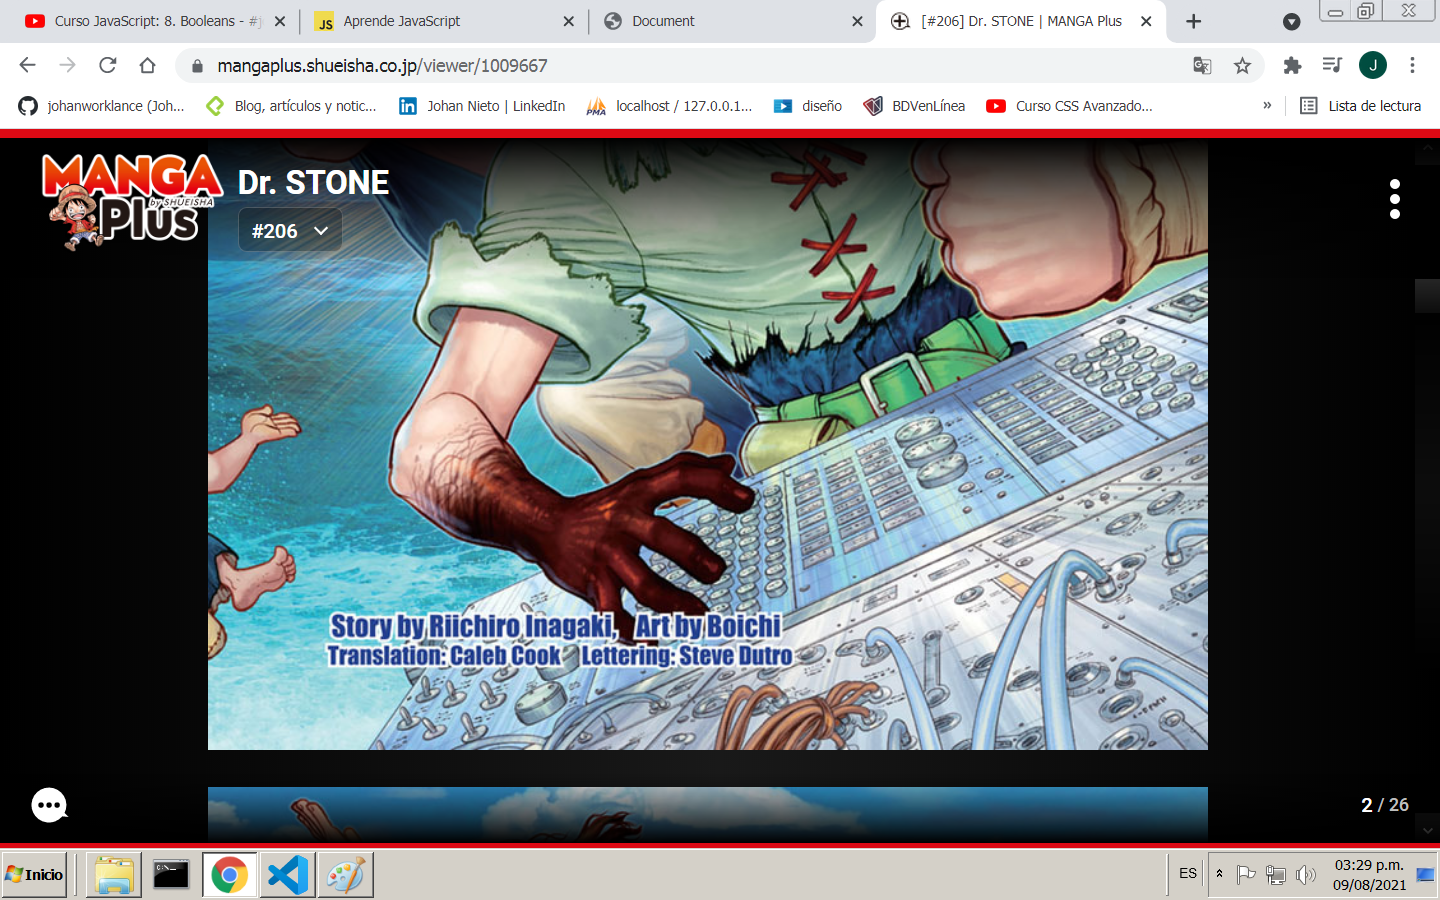 Curso JavaScript: 8. Booleans - #j
JS
Aprende JavaScript
Document
[#206] Dr. STONE | MANGA Plus
mangaplus.shueisha.co.jp/viewer/1009667
J
johanworklance (Joh...
Blog, artículos y notic...
in
Johan Nieto | LinkedIn
PMA
localhost / 127.0.0.1...
diseño
BDVenLínea
Curso CSS Avanzado...
»
Lista de lectura
MANGA
by SHUEISHA
Plus
Dr. STONE
#206
Story by Riichiro Inagaki, Art by Boichi
Translation: Caleb Cook Lettering: Steve Dutro
2 / 26
Inicio
C:\_
ES
03:29 p.m.
09/08/2021